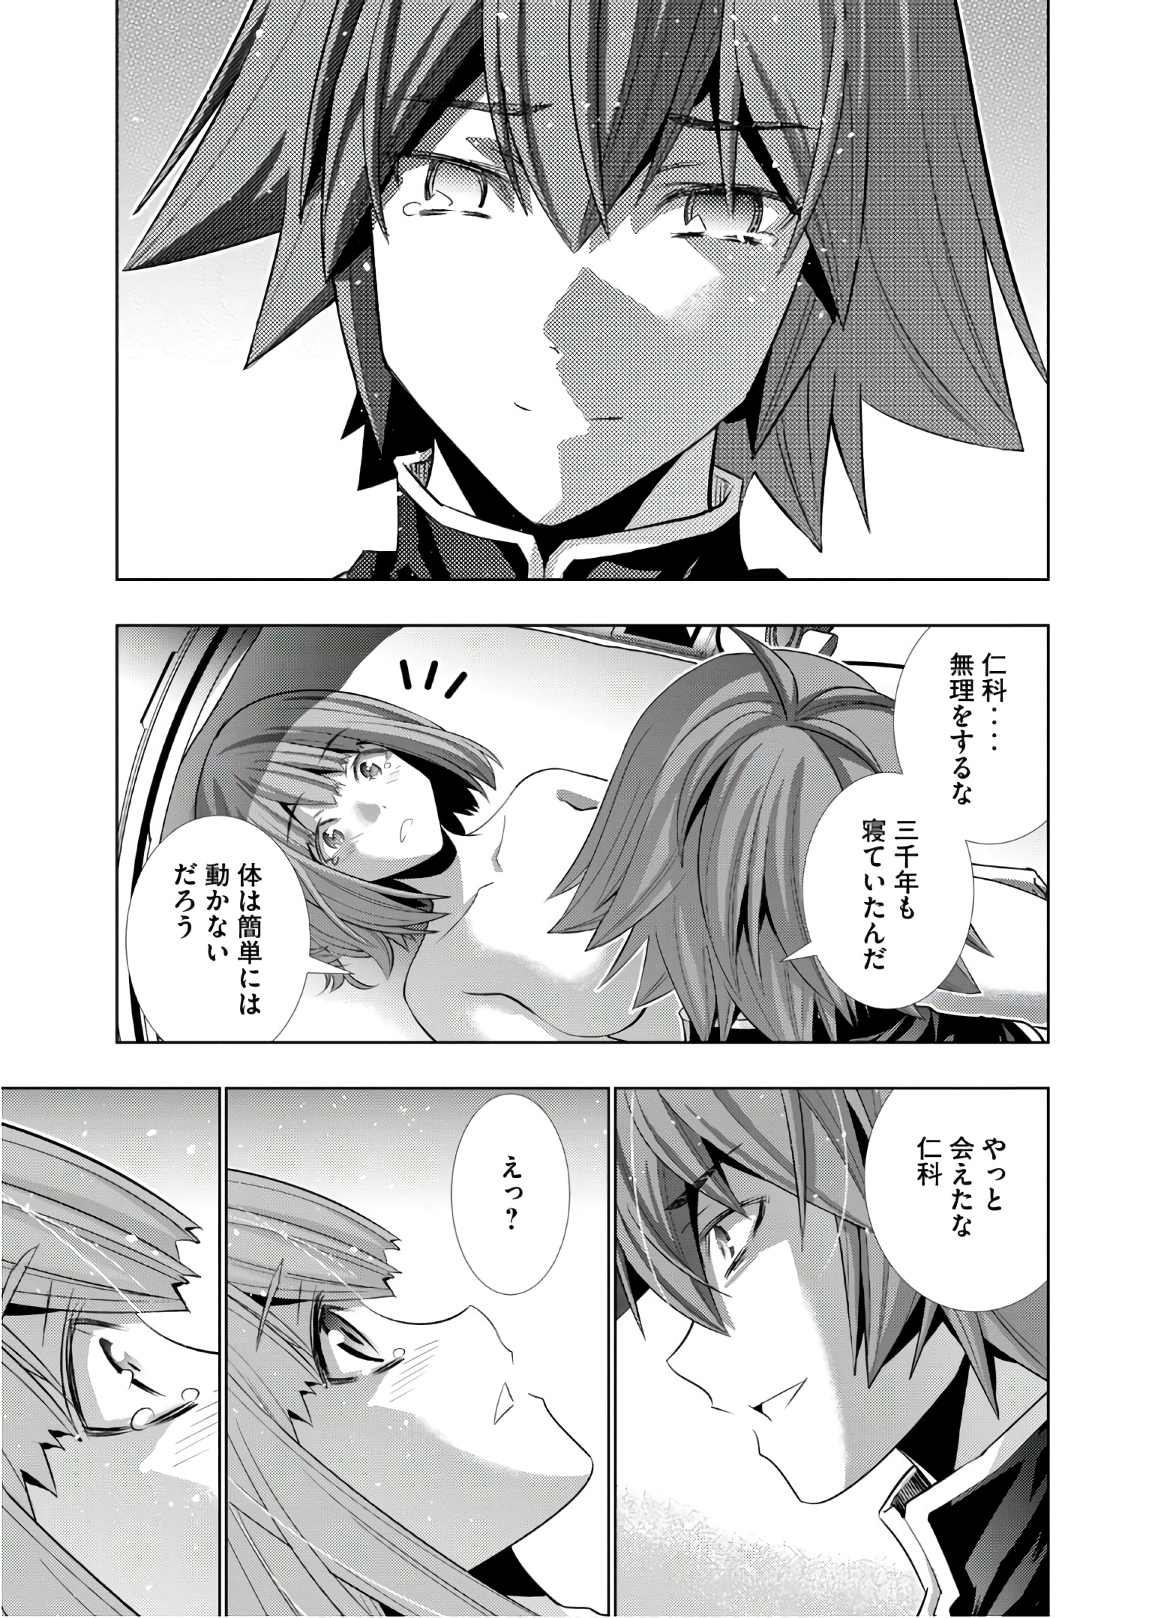 仁科‥‥
無理をするな
三千年も
寝ていたんだ
体は簡単には
動かない
だろう
やっと
会えたな
仁科
えっ？